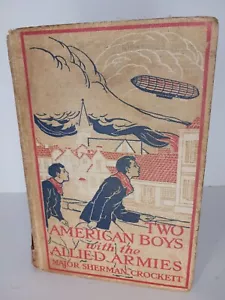 TWO
AMERICAN BOYS
with the
ALLIED ARMIES
MAJOR SHERMAN CROCKETT